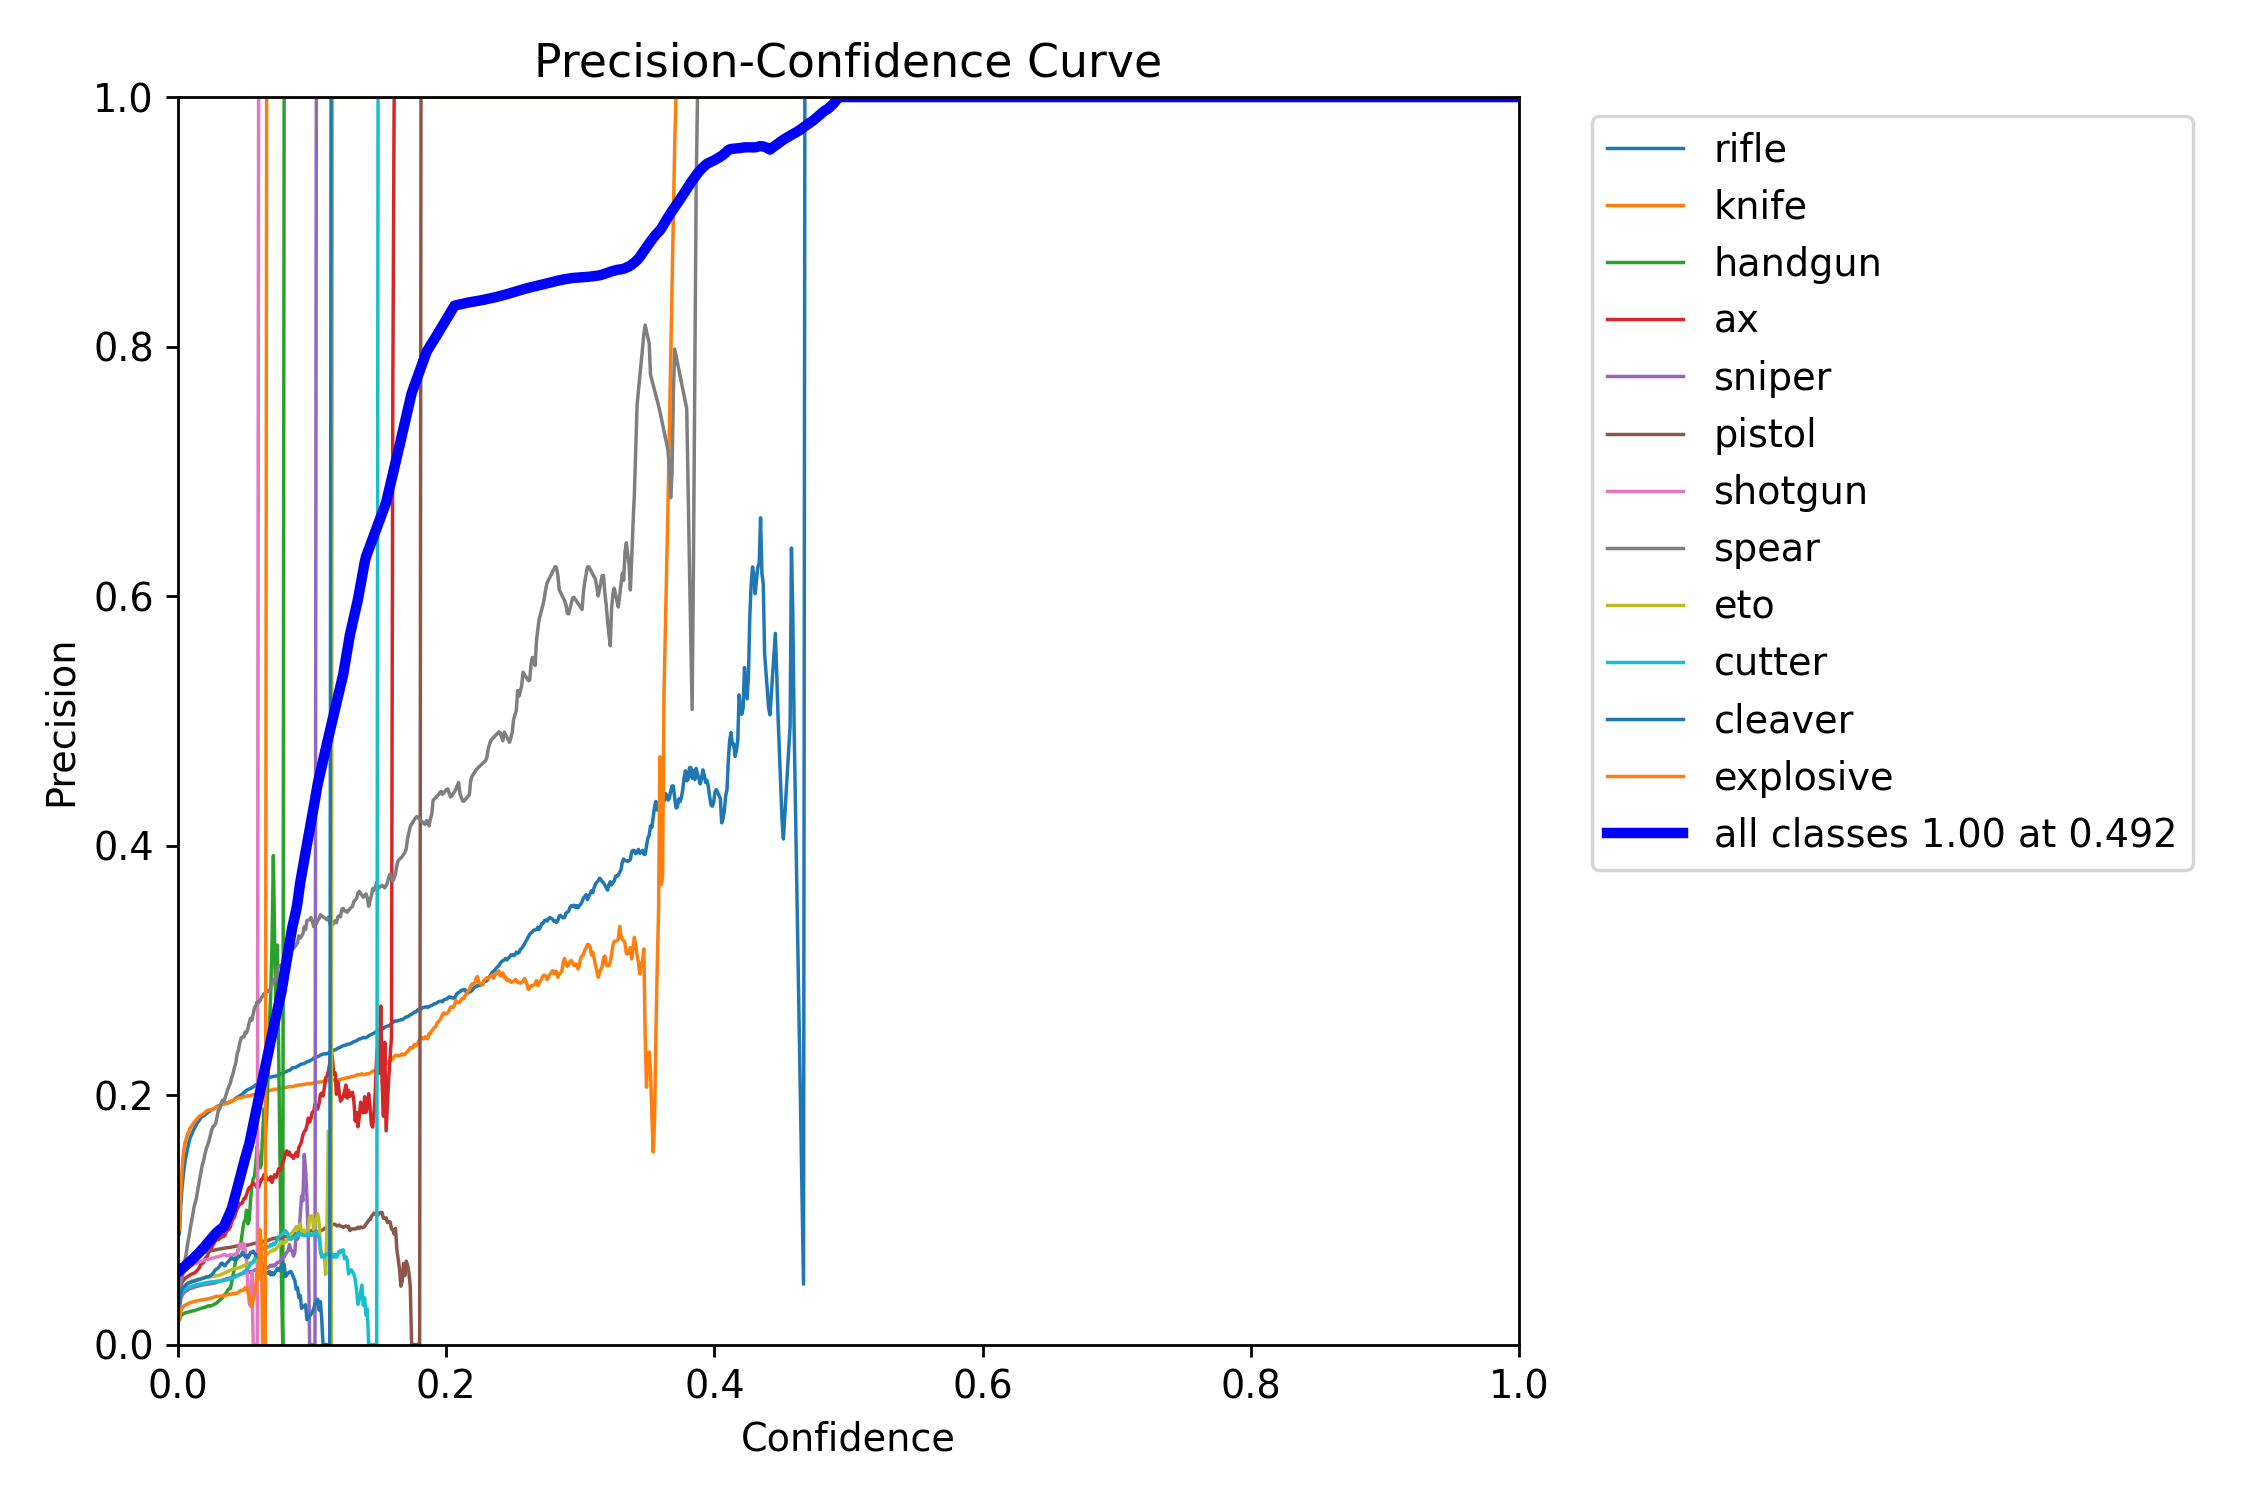 Precision-Confidence Curve
1.0
0.8
0.6
0.4
0.2
0.0
Precision
0.0 0.2 0.4 0.6 0.8 1.0
Confidence
rifle
knife
handgun
ax
sniper
pistol
shotgun
spear
eto
cutter
cleaver
explosive
all classes 1.00 at 0.492